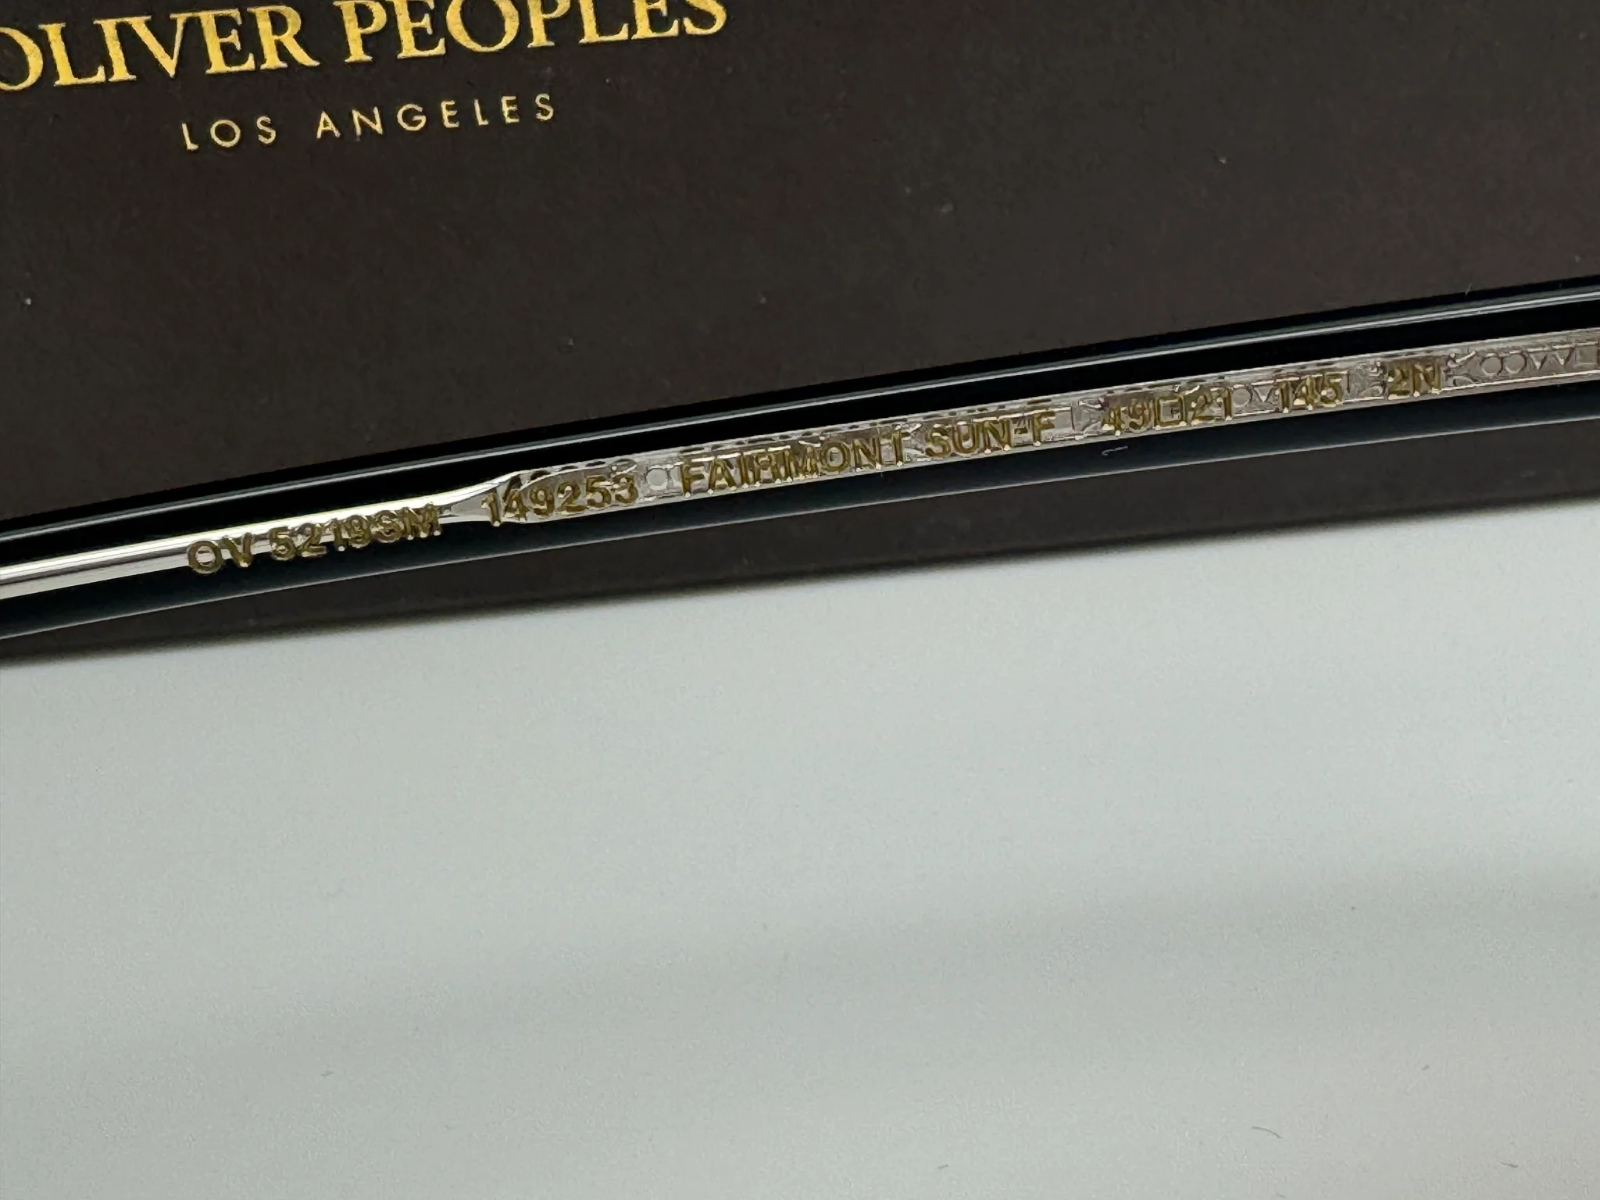 OLIVER PEOPLES
LOS ANGELES
OV 5219SM 149253 FAIRMONT SUN-F 49□21 145 2N